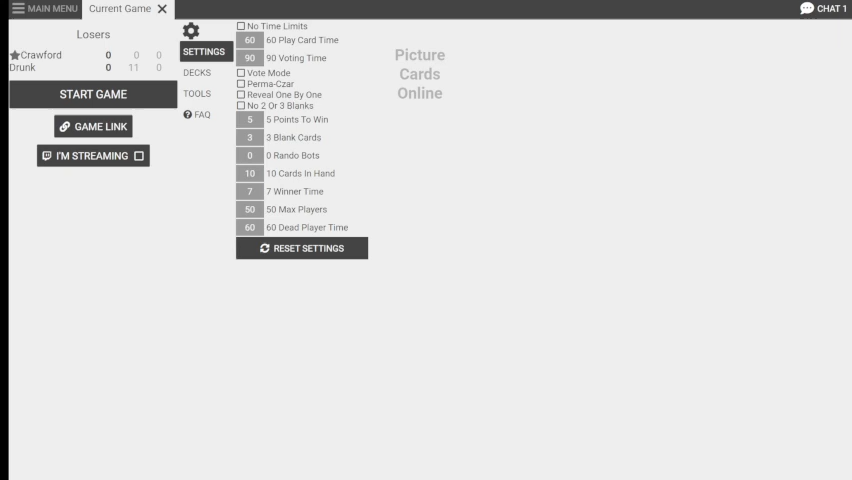 MAIN MENU
Current Game
CHAT 1
Losers
Crawford 0 0 0
Drunk 0 11 0
START GAME
GAME LINK
I'M STREAMING
SETTINGS
DECKS
TOOLS
FAQ
No Time Limits
60 60 Play Card Time
90 90 Voting Time
Vote Mode
Perma-Czar
Reveal One By One
No 2 Or 3 Blanks
5 5 Points To Win
3 3 Blank Cards
0 0 Rando Bots
10 10 Cards In Hand
7 7 Winner Time
50 50 Max Players
60 60 Dead Player Time
RESET SETTINGS
Picture
Cards
Online